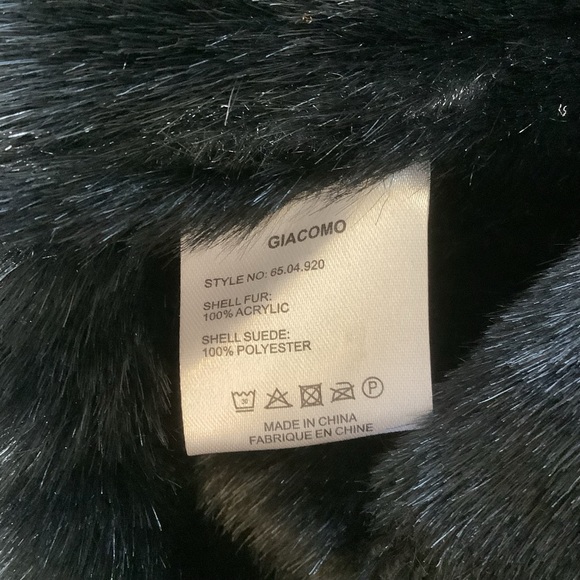 GIACOMO
STYLE NO: 65.04.920
SHELL FUR:
100% ACRYLIC
SHELL SUEDE:
100% POLYESTER
30 P
MADE IN CHINA
FABRIQUE EN CHINE